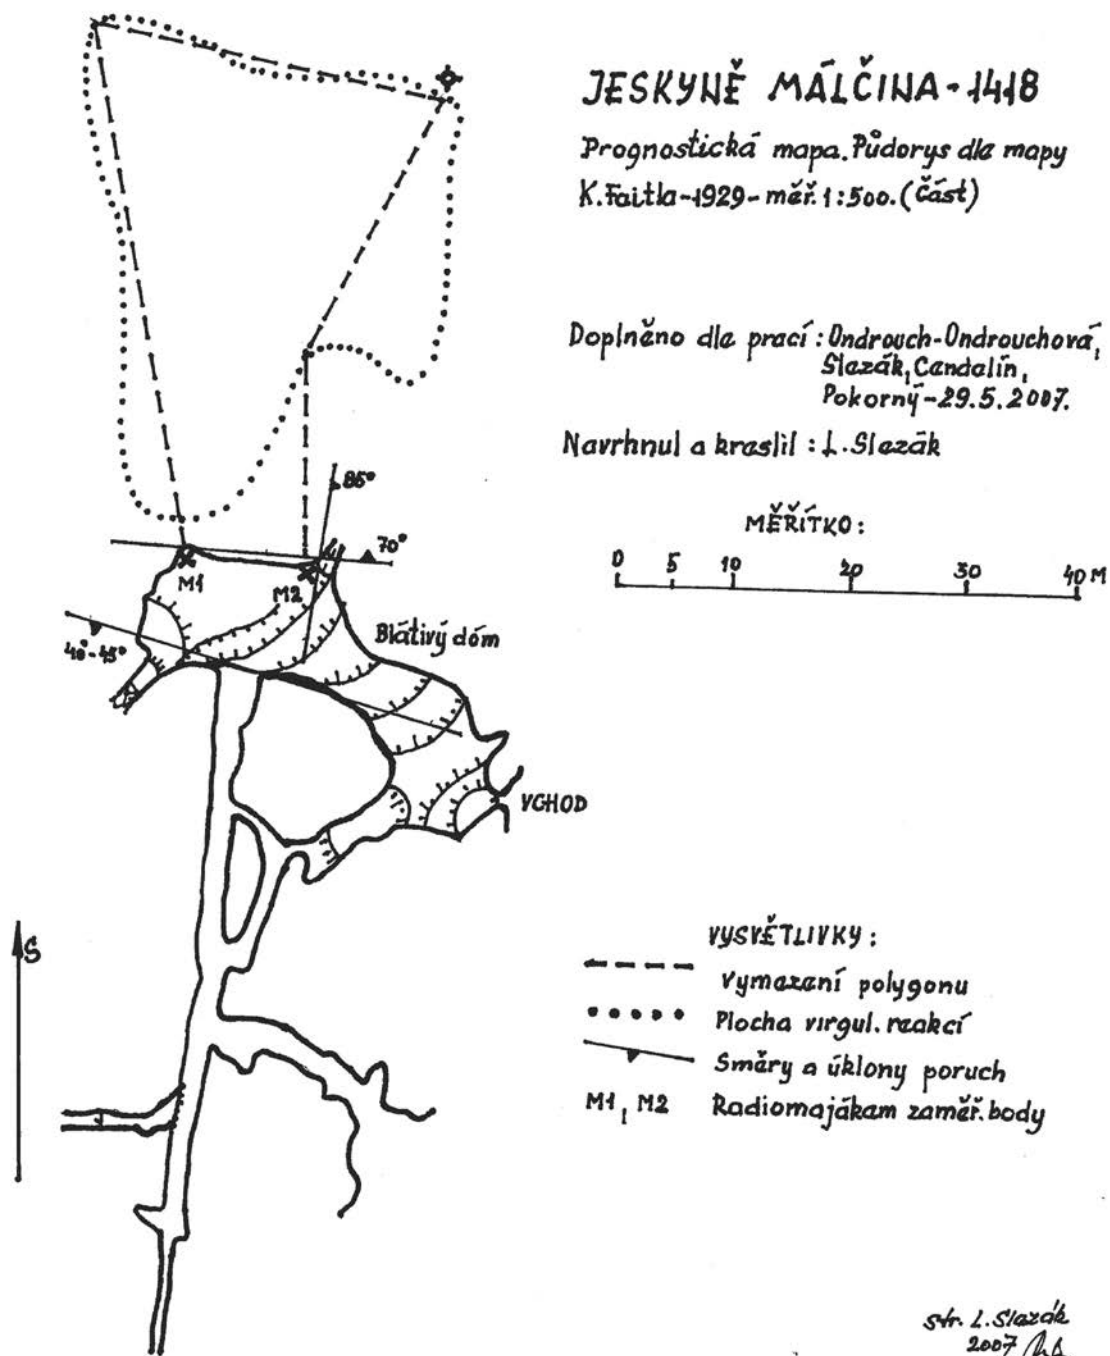 JESKYNĚ MÁLČINA-1418
Prognostická mapa. Půdorys dle mapy
K. Faitla-1929- měř. 1:500. (Část)
Doplněno dle prací: Ondrouch-Ondrouchová,
Slezák, Cendelín,
Pokorný-29.5.2007.
Navrhnul a kreslil: L. Slezák
MĚŘÍTKO:
0 5 10 20 30 40 M
85°
70°
M1
M2
40°-45°
Blátivý dóm
VCHOD
S
VYSVĚTLIVKY:
Vymezení polygonu
Plocha virgul. reakcí
Směry a úklony poruch
M1, M2 Radiomajákem zaměř. body
str. L. Slezák
2007